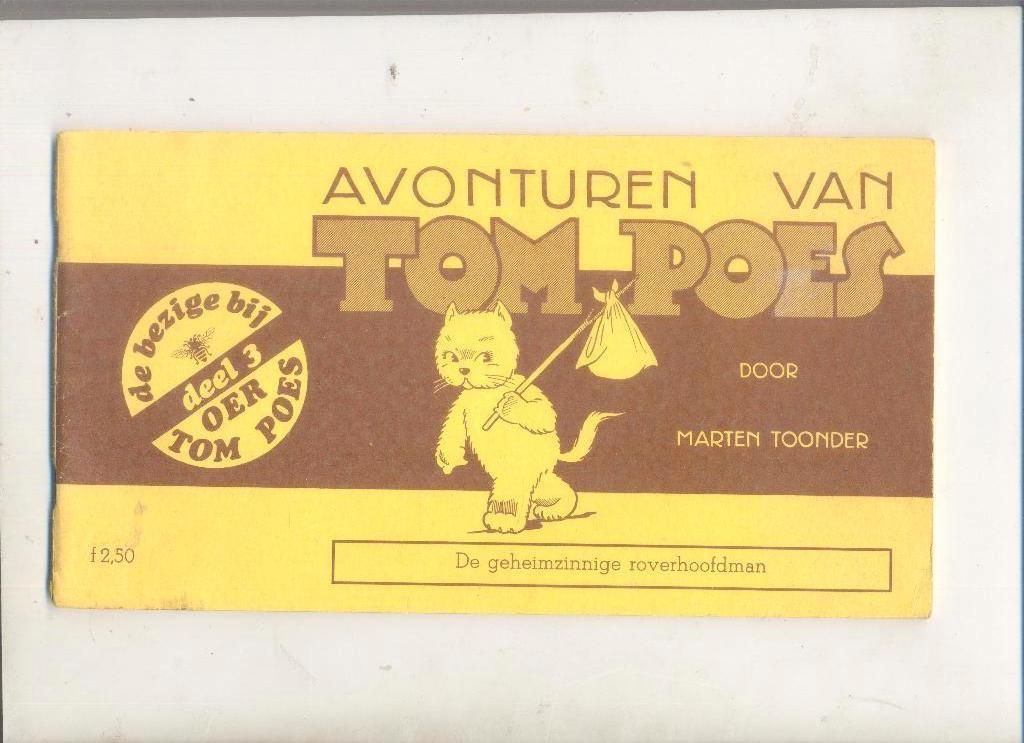 AVONTUREN VAN
TOM POES
DOOR
MARTEN TOONDER
de bezige bij
deel 3
OER
TOM POES
f 2,50
De geheimzinnige roverhoofdman